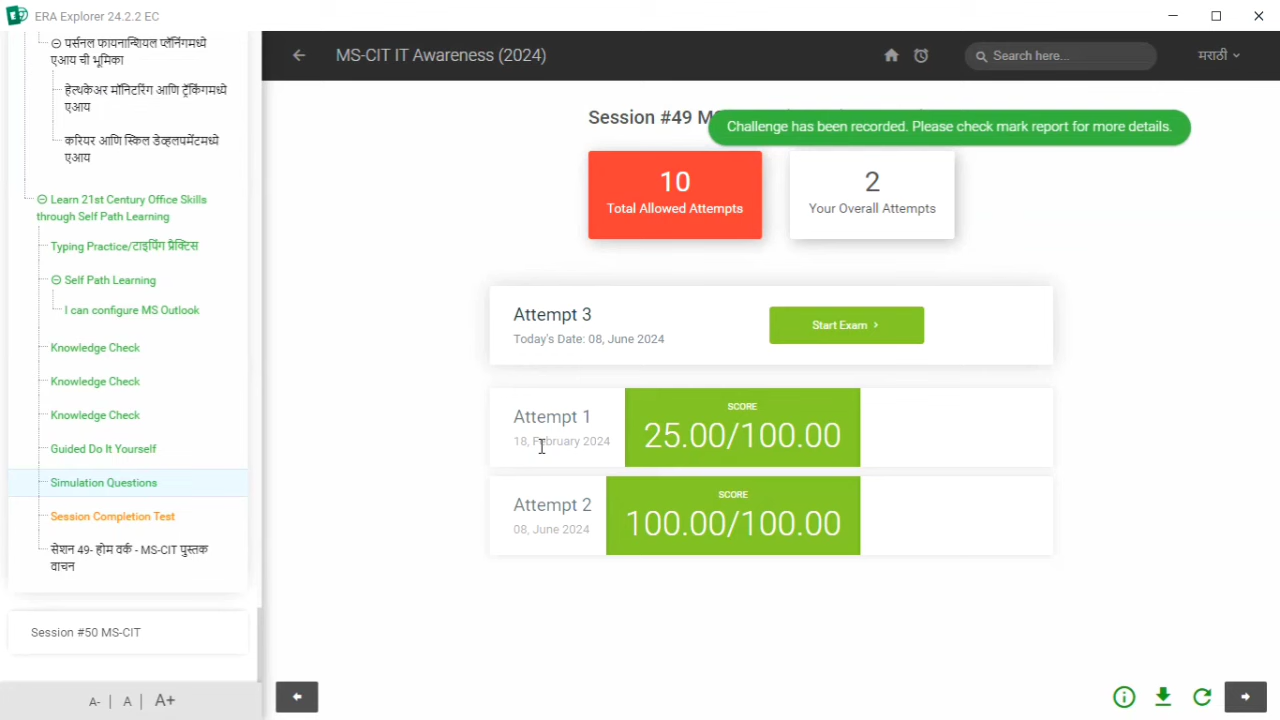 ERA Explorer 24.2.2 EC
पर्सनल फायनान्शियल प्लॅनिंगमध्ये
एआय ची भूमिका
हेल्थकेअर मॉनिटरिंग आणि ट्रॅकिंगमध्ये
एआय
करियर आणि स्किल डेव्हलपमेंटमध्ये
एआय
Learn 21st Century Office Skills
through Self Path Learning
Typing Practice/टाइपिंग प्रॅक्टिस
Self Path Learning
I can configure MS Outlook
Knowledge Check
Knowledge Check
Knowledge Check
Guided Do It Yourself
Simulation Questions
Session Completion Test
सेशन 49- होम वर्क - MS-CIT पुस्तक
वाचन
Session #50 MS-CIT
A- | A | A+
MS-CIT IT Awareness (2024)
Search here...
मराठी
Session #49
Challenge has been recorded. Please check mark report for more details.
10
Total Allowed Attempts
2
Your Overall Attempts
Attempt 3
Today's Date: 08, June 2024
Start Exam
Attempt 1
18, February 2024
SCORE
25.00/100.00
Attempt 2
08, June 2024
SCORE
100.00/100.00